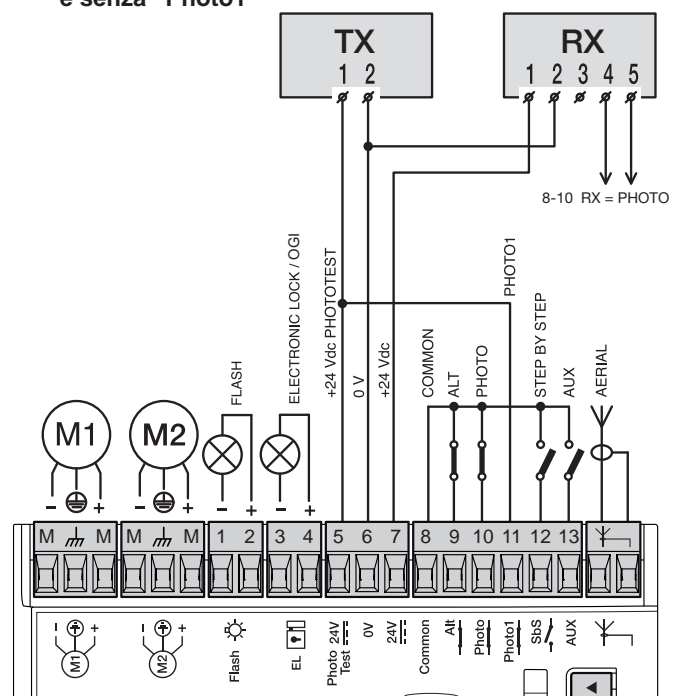 e senza "Photo1"
TX
1 2
RX
1 2 3 4 5
8-10 RX = PHOTO
FLASH
ELECTRONIC LOCK / OGI
+24 Vdc PHOTOTEST
0 V
+24 Vdc
COMMON
ALT
PHOTO
PHOTO1
STEP BY STEP
AUX
AERIAL
M1
M2
- +
- +
- +
- +
M M M M 1 2 3 4 5 6 7 8 9 10 11 12 13
- +
M1
- +
M2
Flash
EL
Photo 24V
Test
0V
24V
Common
Alt
Photo
Photo1
SbS
AUX